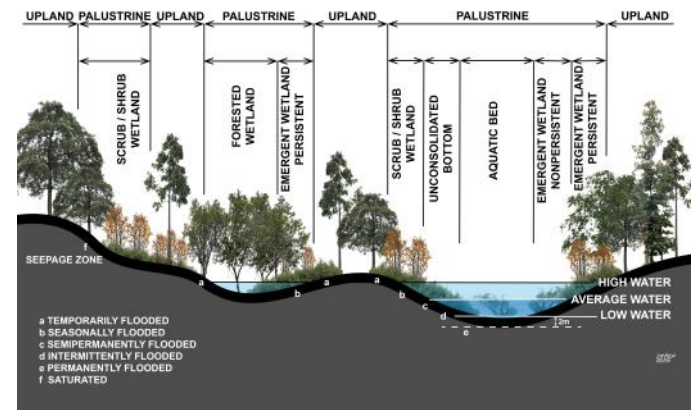 UPLAND PALUSTRINE UPLAND PALUSTRINE UPLAND PALUSTRINE UPLAND
SCRUB / SHRUB
WETLAND
FORESTED
WETLAND
EMERGENT WETLAND
PERSISTENT
SCRUB / SHRUB
WETLAND
UNCONSOLIDATED
BOTTOM
AQUATIC BED
EMERGENT WETLAND
NONPERSISTENT
EMERGENT WETLAND
PERSISTENT
f
SEEPAGE ZONE
a
b
a
a
b
c
d
e
HIGH WATER
AVERAGE WATER
LOW WATER
2m
a TEMPORARILY FLOODED
b SEASONALLY FLOODED
c SEMIPERMANENTLY FLOODED
d INTERMITTENTLY FLOODED
e PERMANENTLY FLOODED
f SATURATED